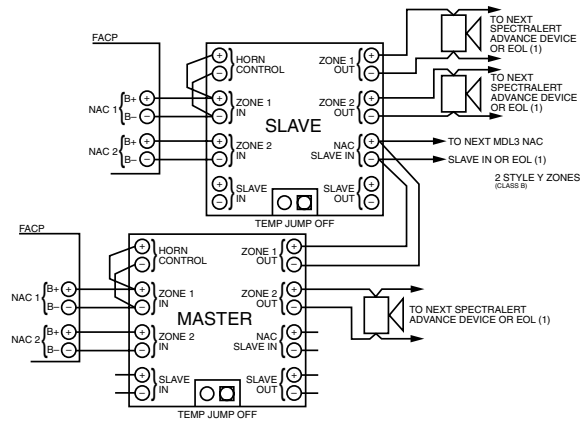 FACP
NAC 1
B+ +
B– –
NAC 2
B+ +
B– –
+ HORN
– CONTROL
+ ZONE 1
– IN
+ ZONE 2
– IN
+ SLAVE
– IN
SLAVE
ZONE 1 +
OUT –
ZONE 2 +
OUT –
NAC +
SLAVE IN –
SLAVE +
OUT –
TEMP JUMP OFF
TO NEXT
SPECTRALERT
ADVANCE DEVICE
OR EOL (1)
TO NEXT
SPECTRALERT
ADVANCE DEVICE
OR EOL (1)
TO NEXT MDL3 NAC
SLAVE IN OR EOL (1)
2 STYLE Y ZONES
(CLASS B)
FACP
NAC 1
B+ +
B– –
NAC 2
B+ +
B– –
+ HORN
– CONTROL
+ ZONE 1
– IN
+ ZONE 2
– IN
+ SLAVE
– IN
MASTER
ZONE 1 +
OUT –
ZONE 2 +
OUT –
NAC +
SLAVE IN –
SLAVE +
OUT –
TEMP JUMP OFF
TO NEXT SPECTRALERT
ADVANCE DEVICE OR EOL (1)